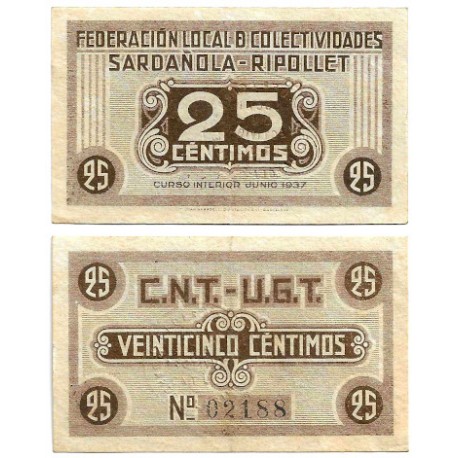 FEDERACIÓN LOCAL D COLECTIVIDADES
SARDAÑOLA-RIPOLLET
25
CÉNTIMOS
25 25
CURSO INTERIOR JUNIO 1937
25 25
C.N.T.-U.G.T.
VEINTICINCO CÉNTIMOS
25 Nº 02188 25